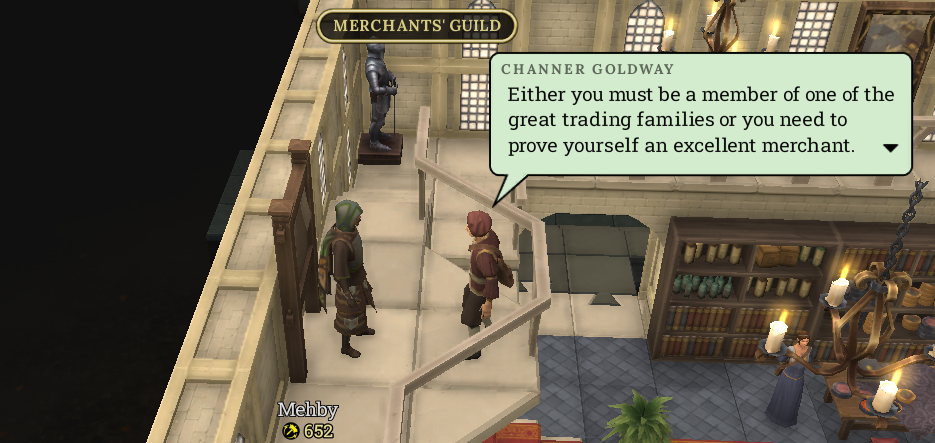 MERCHANTS' GUILD
CHANNER GOLDWAY
Either you must be a member of one of the
great trading families or you need to
prove yourself an excellent merchant.
Mehby
652